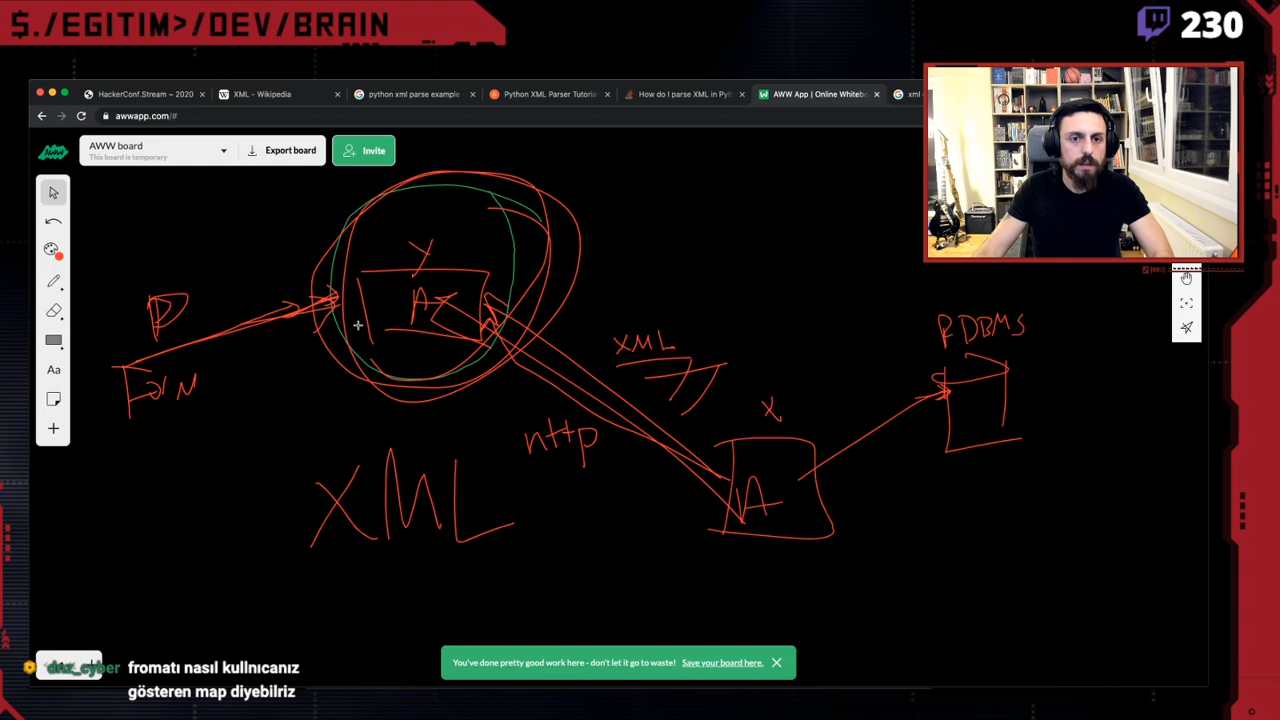 $./EGITIM>/DEV/BRAIN
230
HackerConf.Stream – 2020
XML - Wikipedia
python xml parse example
Python XML Parser Tutoria
How do I parse XML in Pyt
AWW App | Online Whitebo
xml
awwapp.com/#
AWW board
This board is temporary
Export board
Invite
Aa
Y
A
P
Form
XML
RDBMS
X
http
A
XML
You've done pretty good work here - don't let it go to waste! Save your board here.
dnz_cyber fromatı nasıl kullnıcanız
gösteren map diyebilriz